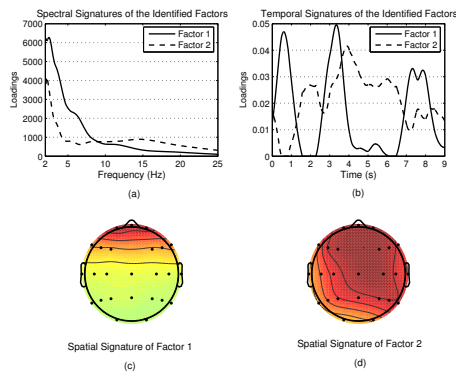 Spectral Signatures of the Identified Factors
7000
6000
5000
4000
3000
2000
1000
0
Loadings
Factor 1
Factor 2
2
5
10
15
20
25
Frequency (Hz)
(a)
Temporal Signatures of the Identified Factors
0.05
0.04
0.03
0.02
0.01
0
Loadings
Factor 1
Factor 2
0
1
2
3
4
5
6
7
8
9
Time (s)
(b)
Spatial Signature of Factor 1
(c)
Spatial Signature of Factor 2
(d)